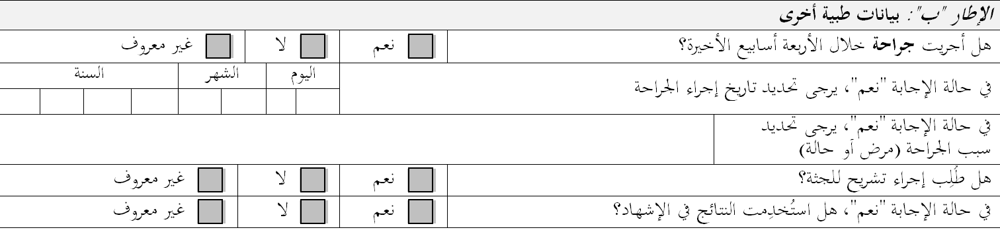 الإطار "ب": بيانات طبية أخرى
هل أجريت جراحة خلال الأربعة أسابيع الأخيرة؟ نعم لا غير معروف
في حالة الإجابة "نعم"، يرجى تحديد تاريخ إجراء الجراحة اليوم الشهر السنة
في حالة الإجابة "نعم"، يرجى تحديد
سبب الجراحة (مرض أو حالة)
هل طُلِب إجراء تشريح للجثة؟ نعم لا غير معروف
في حالة الإجابة "نعم"، هل استُخدِمت النتائج في الإشهاد؟ نعم لا غير معروف